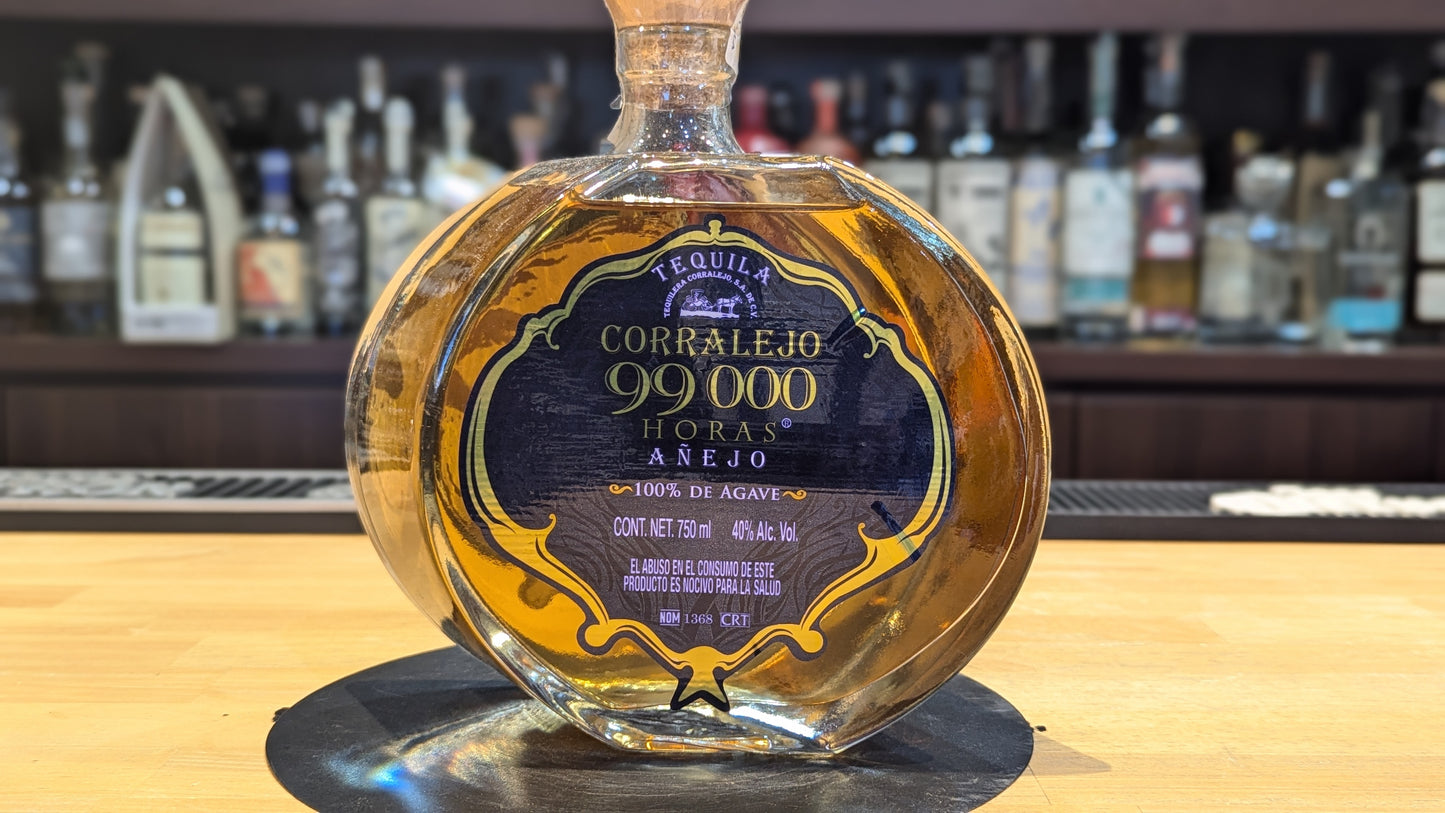 TEQUILA
TEQUILERA CORRALEJO, S.A. DE C.V.
CORRALEJO
99 000
HORAS®
AÑEJO
100% DE AGAVE
CONT. NET. 750 ml 40% Alc. Vol.
EL ABUSO EN EL CONSUMO DE ESTE
PRODUCTO ES NOCIVO PARA LA SALUD
NOM 1368 CRT